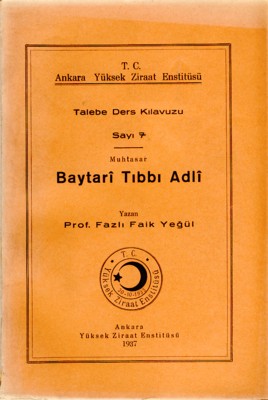 T. C.
Ankara Yüksek Ziraat Enstitüsü
Talebe Ders Kılavuzu
Sayı 7
Muhtasar
Baytarî Tıbbı Adlî
Yazan
Prof. Fazlı Faik Yeğül
T. C.
Yüksek Ziraat Enstitüsü
Ankara
Yüksek Ziraat Enstitüsü
1937